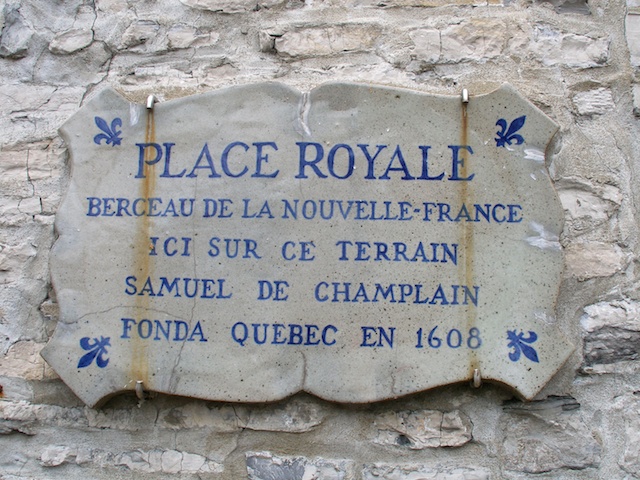 PLACE ROYALE
BERCEAU DE LA NOUVELLE-FRANCE
ICI SUR CE TERRAIN
SAMUEL DE CHAMPLAIN
FONDA QUEBEC EN 1608